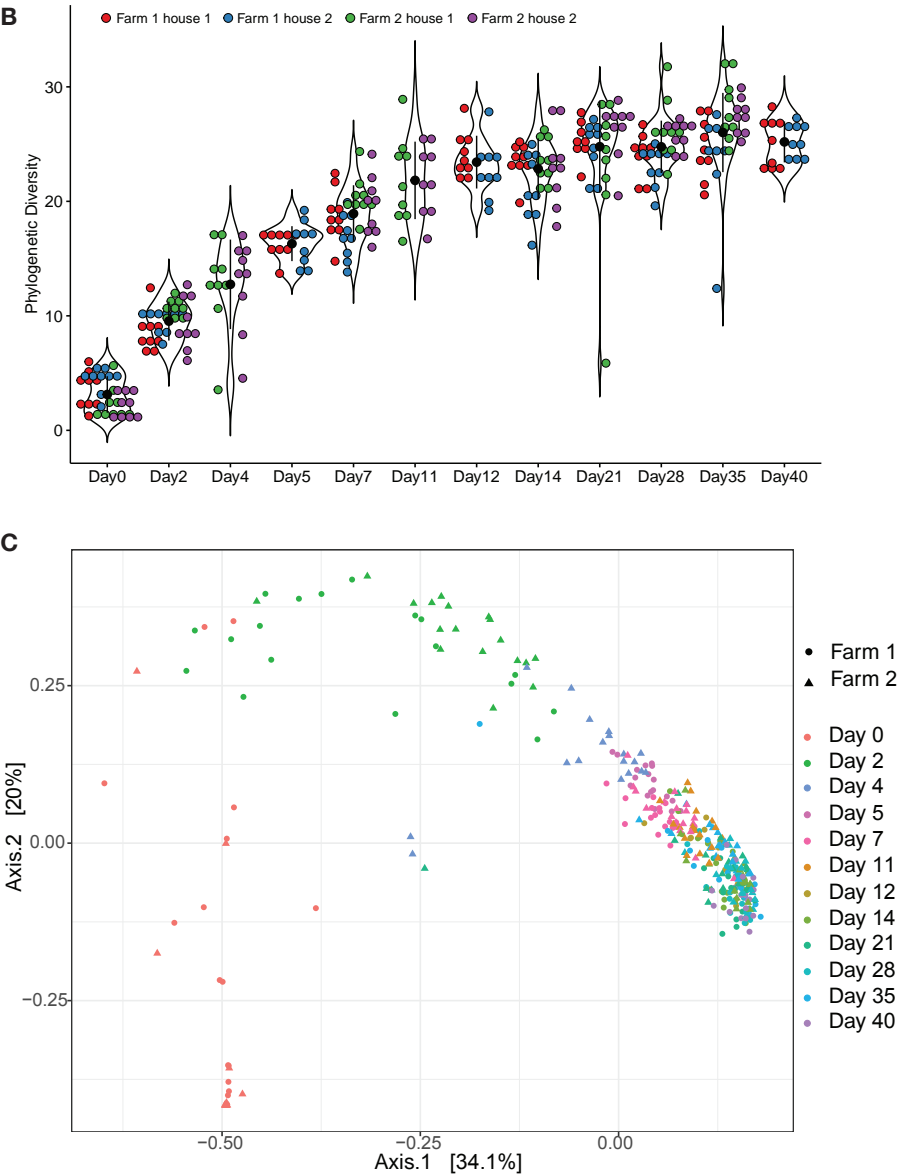 B
Farm 1 house 1 Farm 1 house 2 Farm 2 house 1 Farm 2 house 2
Phylogenetic Diversity
30
20
10
0
Day0 Day2 Day4 Day5 Day7 Day11 Day12 Day14 Day21 Day28 Day35 Day40
C
Axis.2 [20%]
0.25
0.00
−0.25
−0.50 −0.25 0.00
Axis.1 [34.1%]
Farm 1
Farm 2
Day 0
Day 2
Day 4
Day 5
Day 7
Day 11
Day 12
Day 14
Day 21
Day 28
Day 35
Day 40